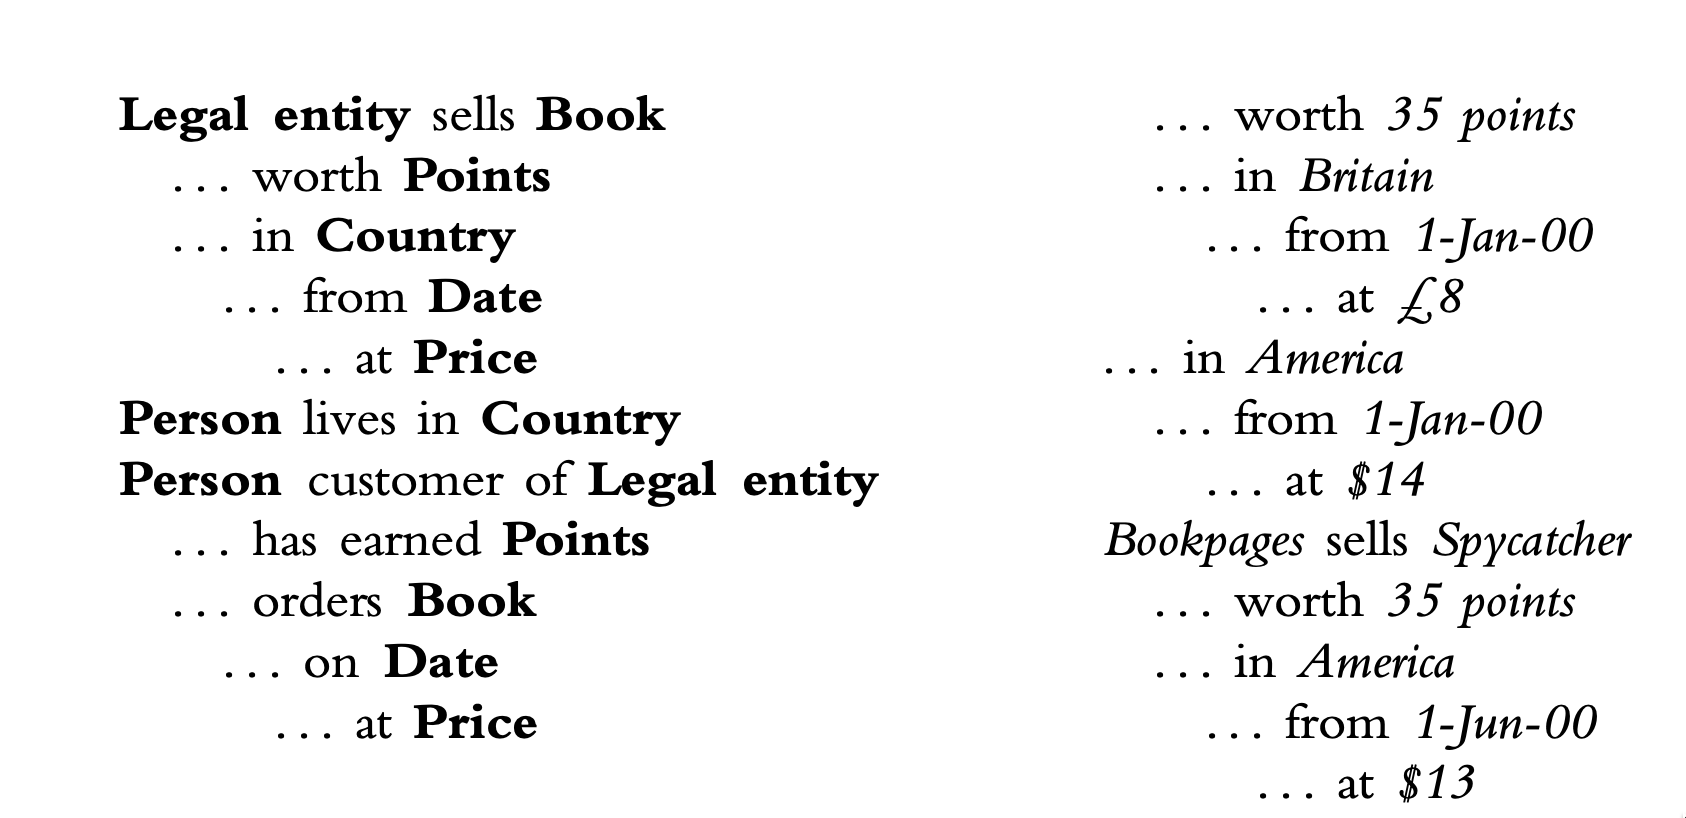 Legal entity sells Book
... worth Points
... in Country
... from Date
... at Price
Person lives in Country
Person customer of Legal entity
... has earned Points
... orders Book
... on Date
... at Price
... worth 35 points
... in Britain
... from 1-Jan-00
... at £8
... in America
... from 1-Jan-00
... at $14
Bookpages sells Spycatcher
... worth 35 points
... in America
... from 1-Jun-00
... at $13